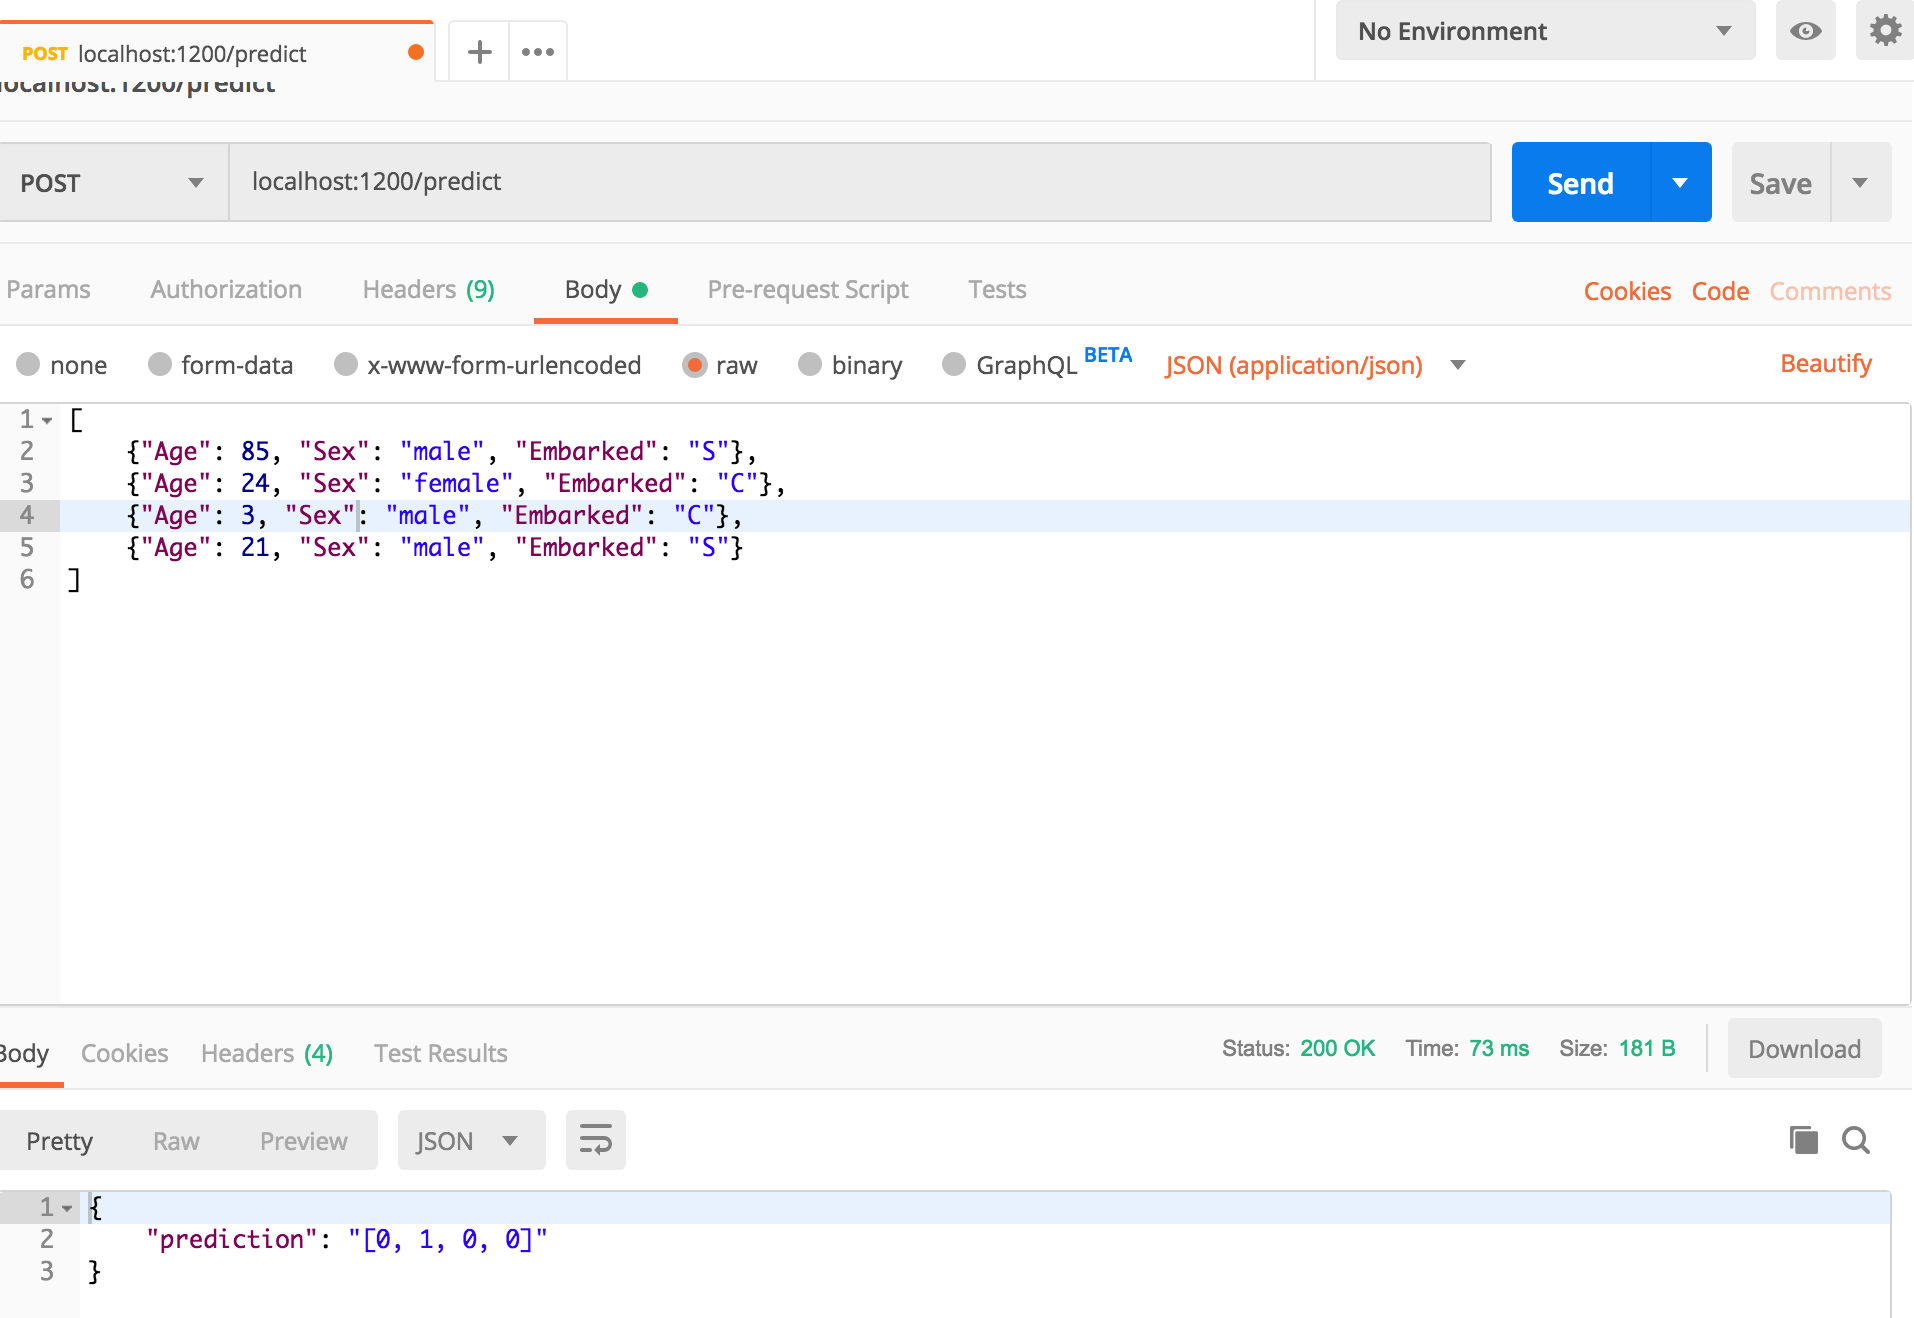 POST localhost:1200/predict
No Environment
localhost:1200/predict
POST localhost:1200/predict Send Save
Params Authorization Headers (9) Body Pre-request Script Tests Cookies Code Comments
none form-data x-www-form-urlencoded raw binary GraphQL BETA JSON (application/json) Beautify
1 [
2 {"Age": 85, "Sex": "male", "Embarked": "S"},
3 {"Age": 24, "Sex": "female", "Embarked": "C"},
4 {"Age": 3, "Sex": "male", "Embarked": "C"},
5 {"Age": 21, "Sex": "male", "Embarked": "S"}
6 ]
Body Cookies Headers (4) Test Results Status: 200 OK Time: 73 ms Size: 181 B Download
Pretty Raw Preview JSON
1 {
2 "prediction": "[0, 1, 0, 0]"
3 }